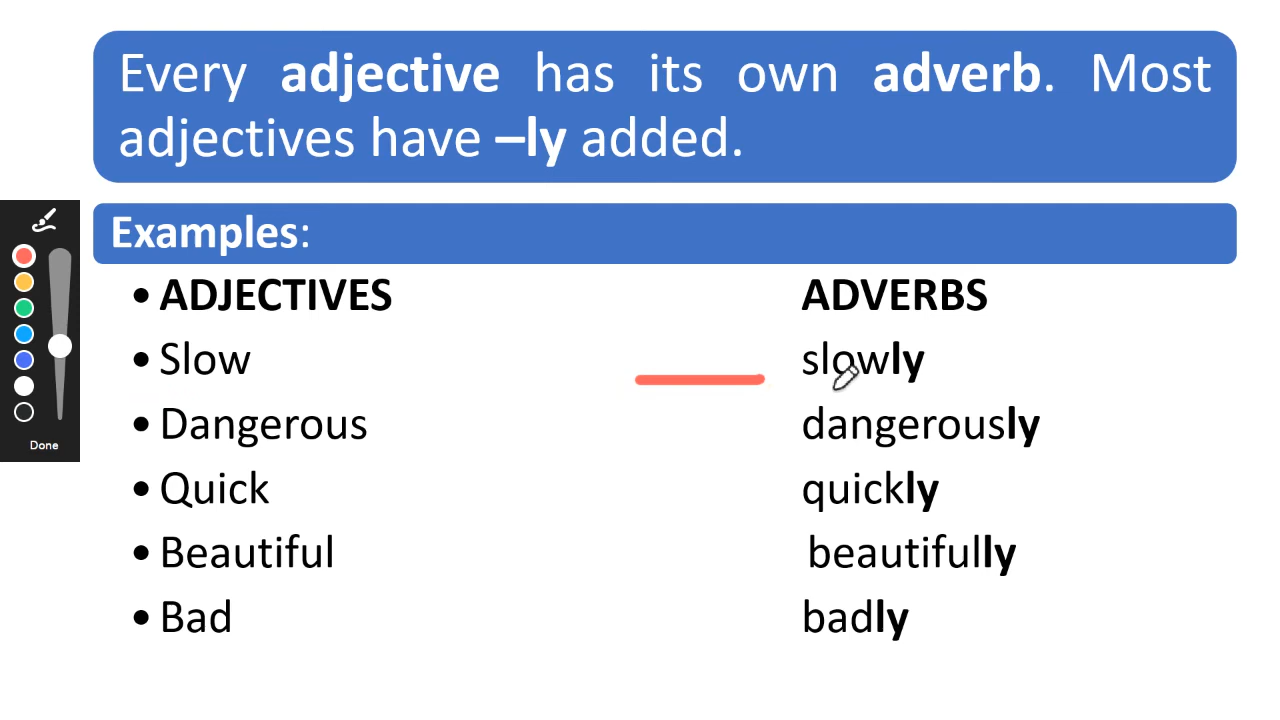 Every adjective has its own adverb. Most
adjectives have –ly added.
Examples:
• ADJECTIVES ADVERBS
• Slow slowly
• Dangerous dangerously
• Quick quickly
• Beautiful beautifully
• Bad badly
Done